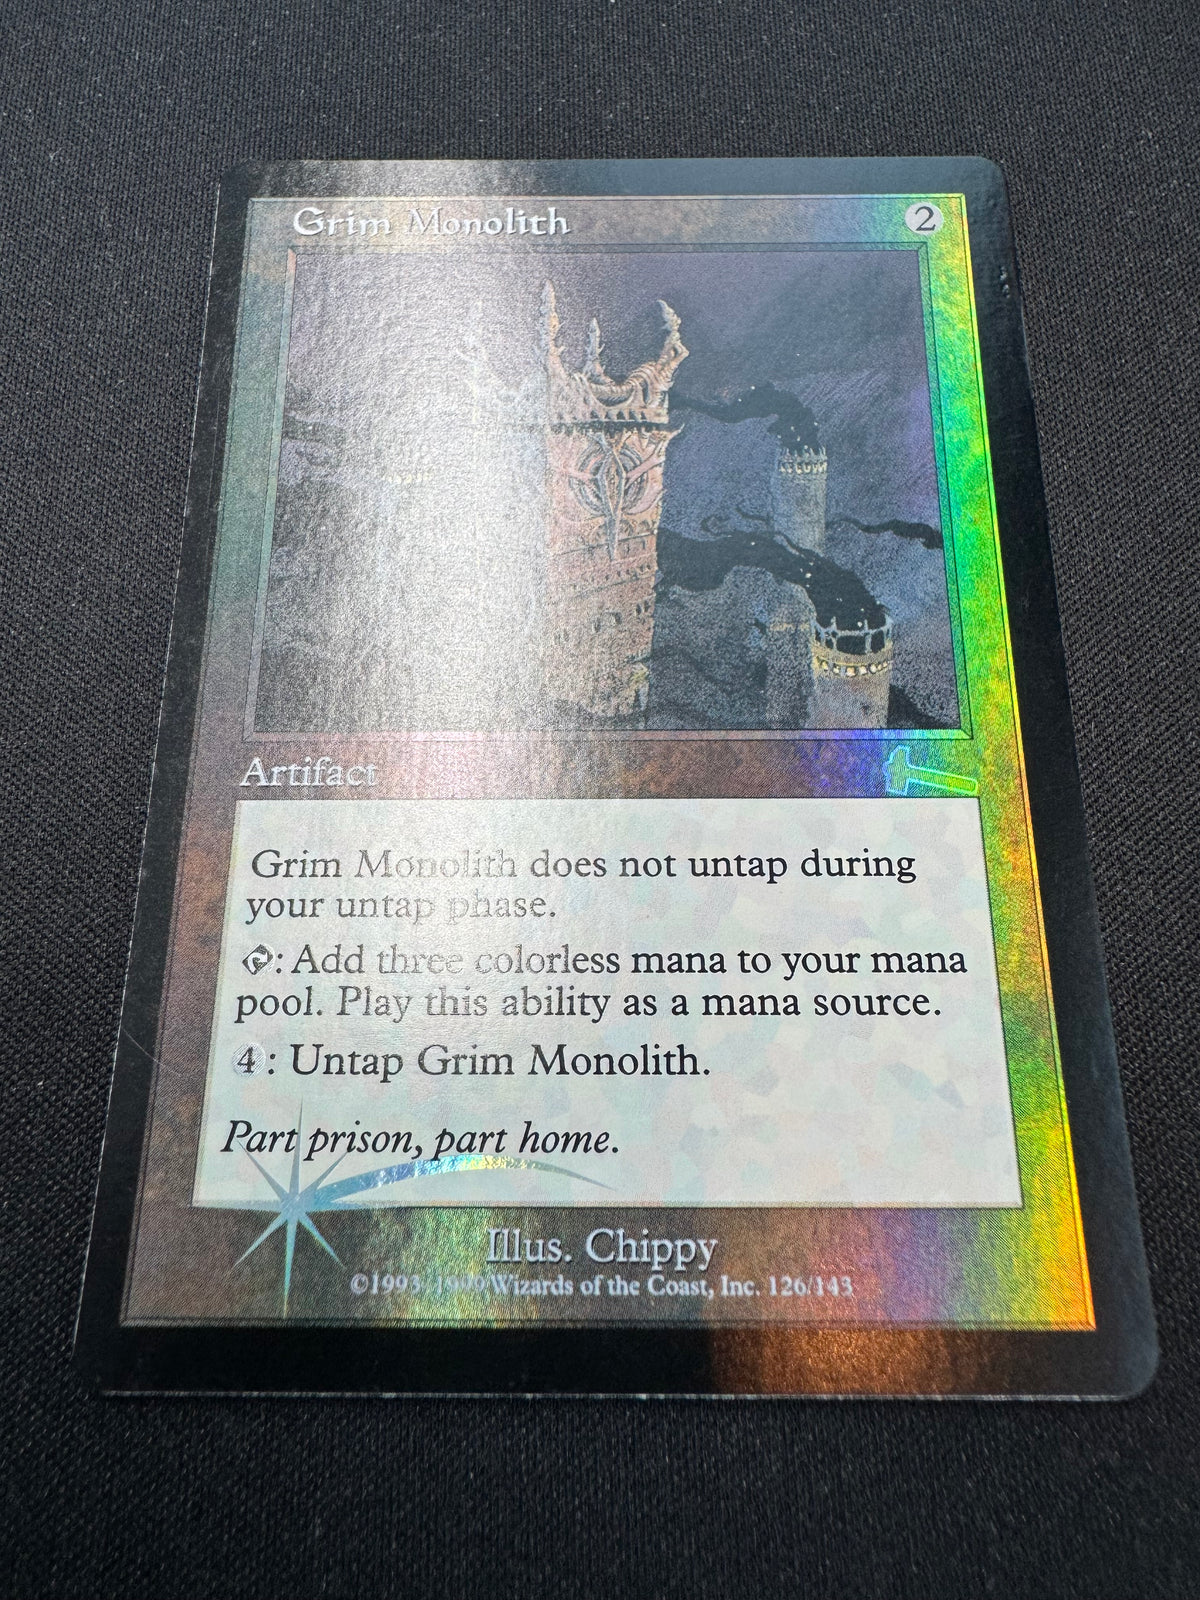 Grim Monolith 2
Artifact
Grim Monolith does not untap during
your untap phase.
: Add three colorless mana to your mana
pool. Play this ability as a mana source.
4: Untap Grim Monolith.
Part prison, part home.
Illus. Chippy
©1993-1999 Wizards of the Coast, Inc. 126/143